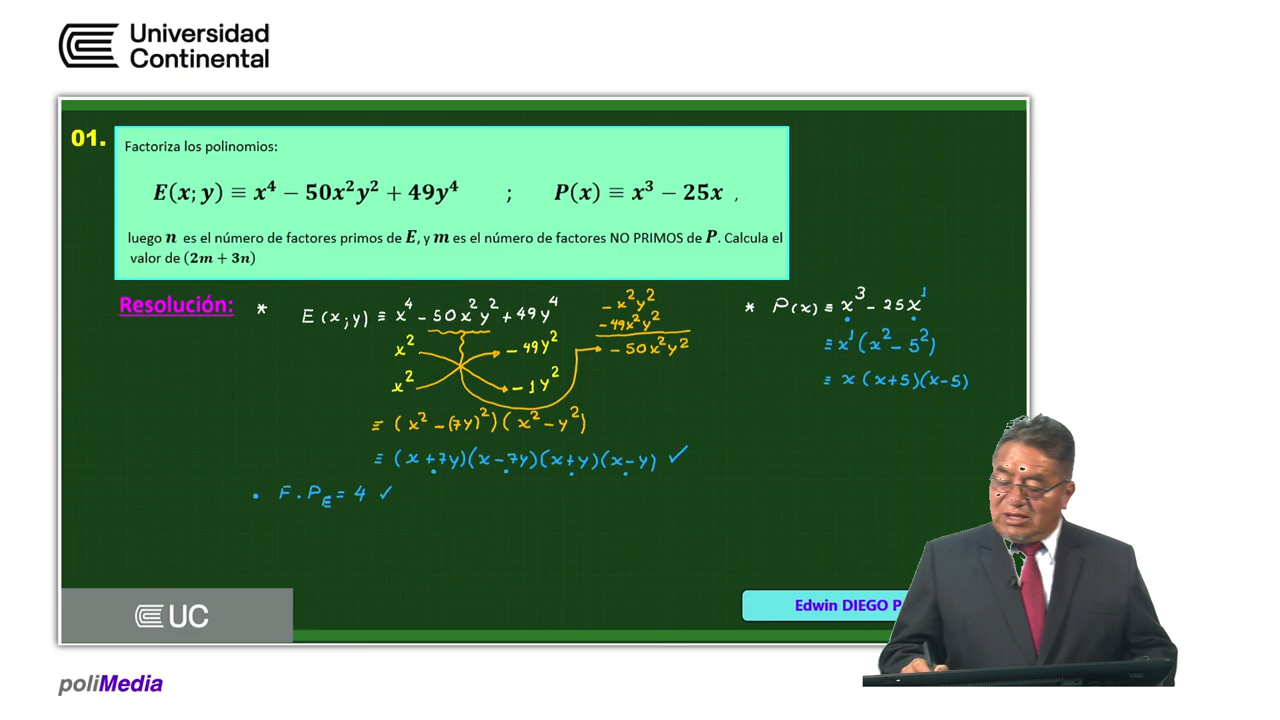 Universidad
Continental
01.
Factoriza los polinomios:
E(x; y) ≡ x⁴ − 50x²y² + 49y⁴ ; P(x) ≡ x³ − 25x ,
luego n es el número de factores primos de E, y m es el número de factores NO PRIMOS de P. Calcula el
valor de (2m + 3n)
Resolución:
* E(x;y) ≡ x⁴ − 50x²y² + 49y⁴
x² − 49y²
x² − 1y²
− x²y²
− 49x²y²
− 50x²y²
≡ (x² − (7y)²)(x² − y²)
≡ (x + 7y)(x − 7y)(x + y)(x − y) ✓
• F.P_E = 4 ✓
* P(x) ≡ x³ − 25x¹
≡ x¹(x² − 5²)
≡ x(x+5)(x−5)
UC
Edwin DIEGO P
poliMedia